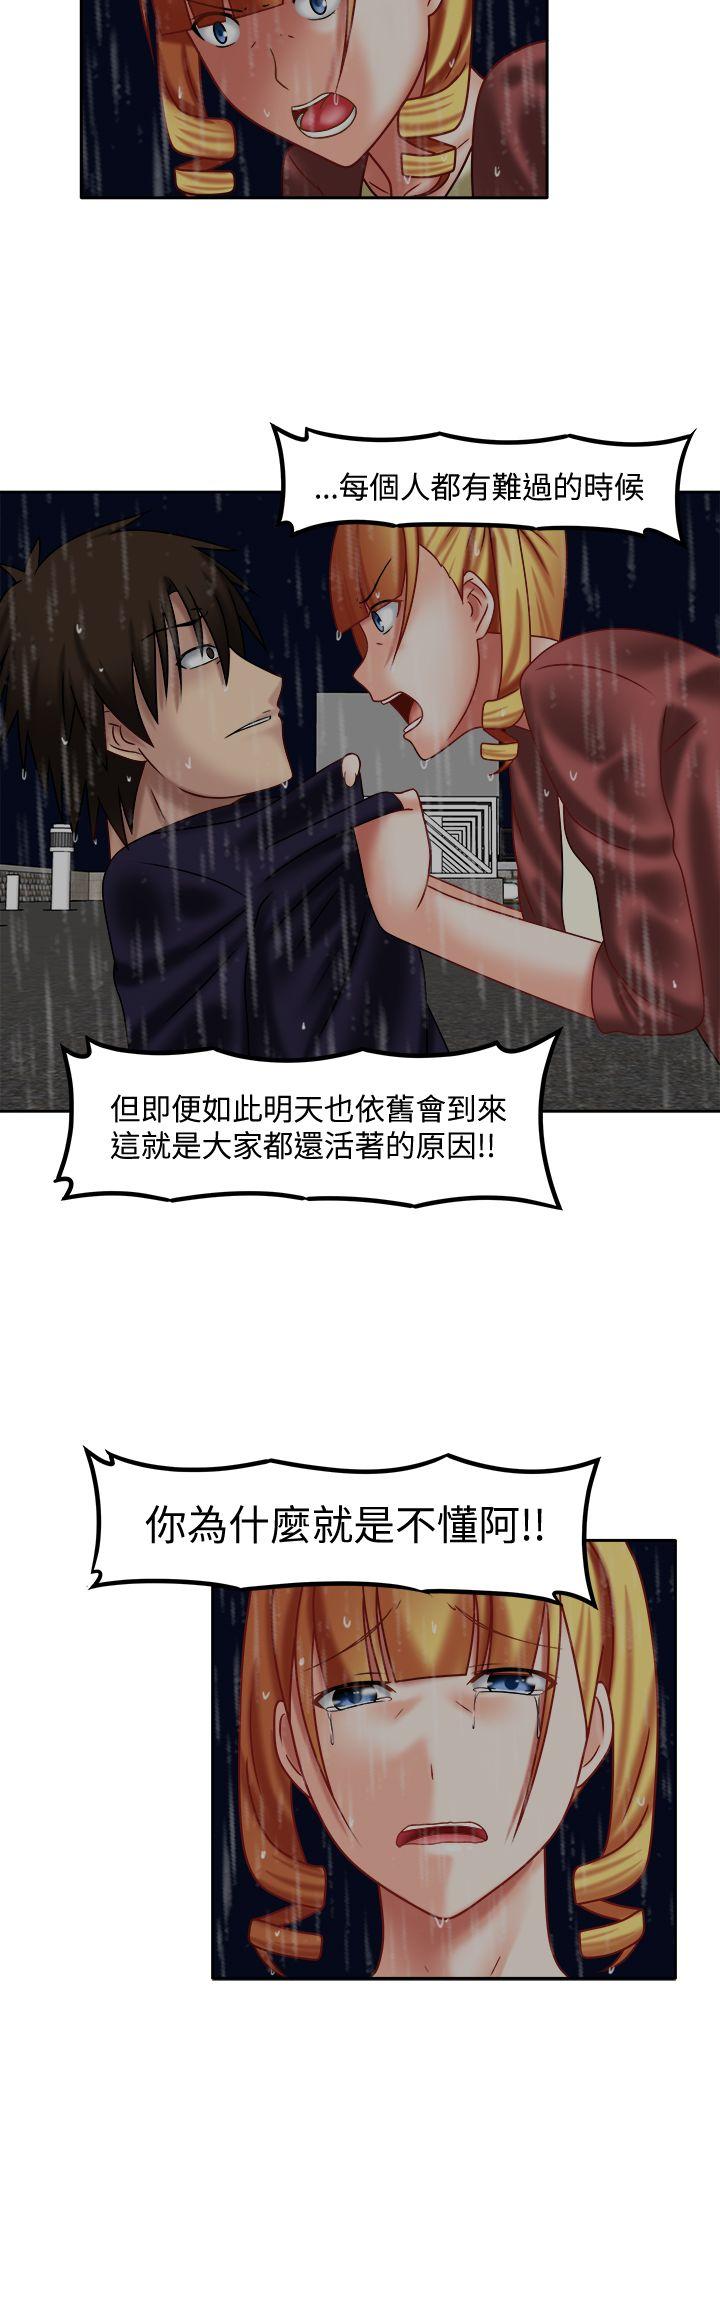 ...每個人都有難過的時候
但即便如此明天也依舊會到來
這就是大家都還活著的原因!!
你為什麼就是不懂阿!!